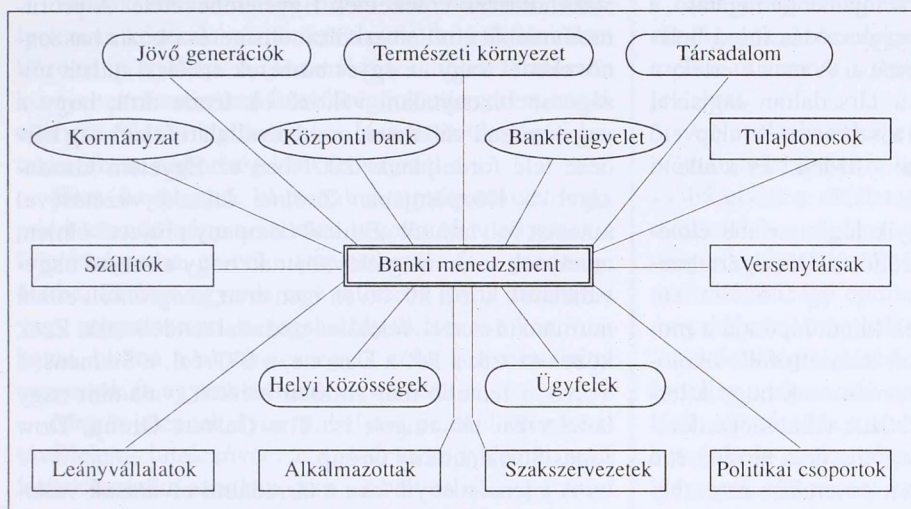 Jövő generációk
Természeti környezet
Társadalom
Kormányzat
Központi bank
Bankfelügyelet
Tulajdonosok
Szállítók
Banki menedzsment
Versenytársak
Helyi közösségek
Ügyfelek
Leányvállalatok
Alkalmazottak
Szakszervezetek
Politikai csoportok